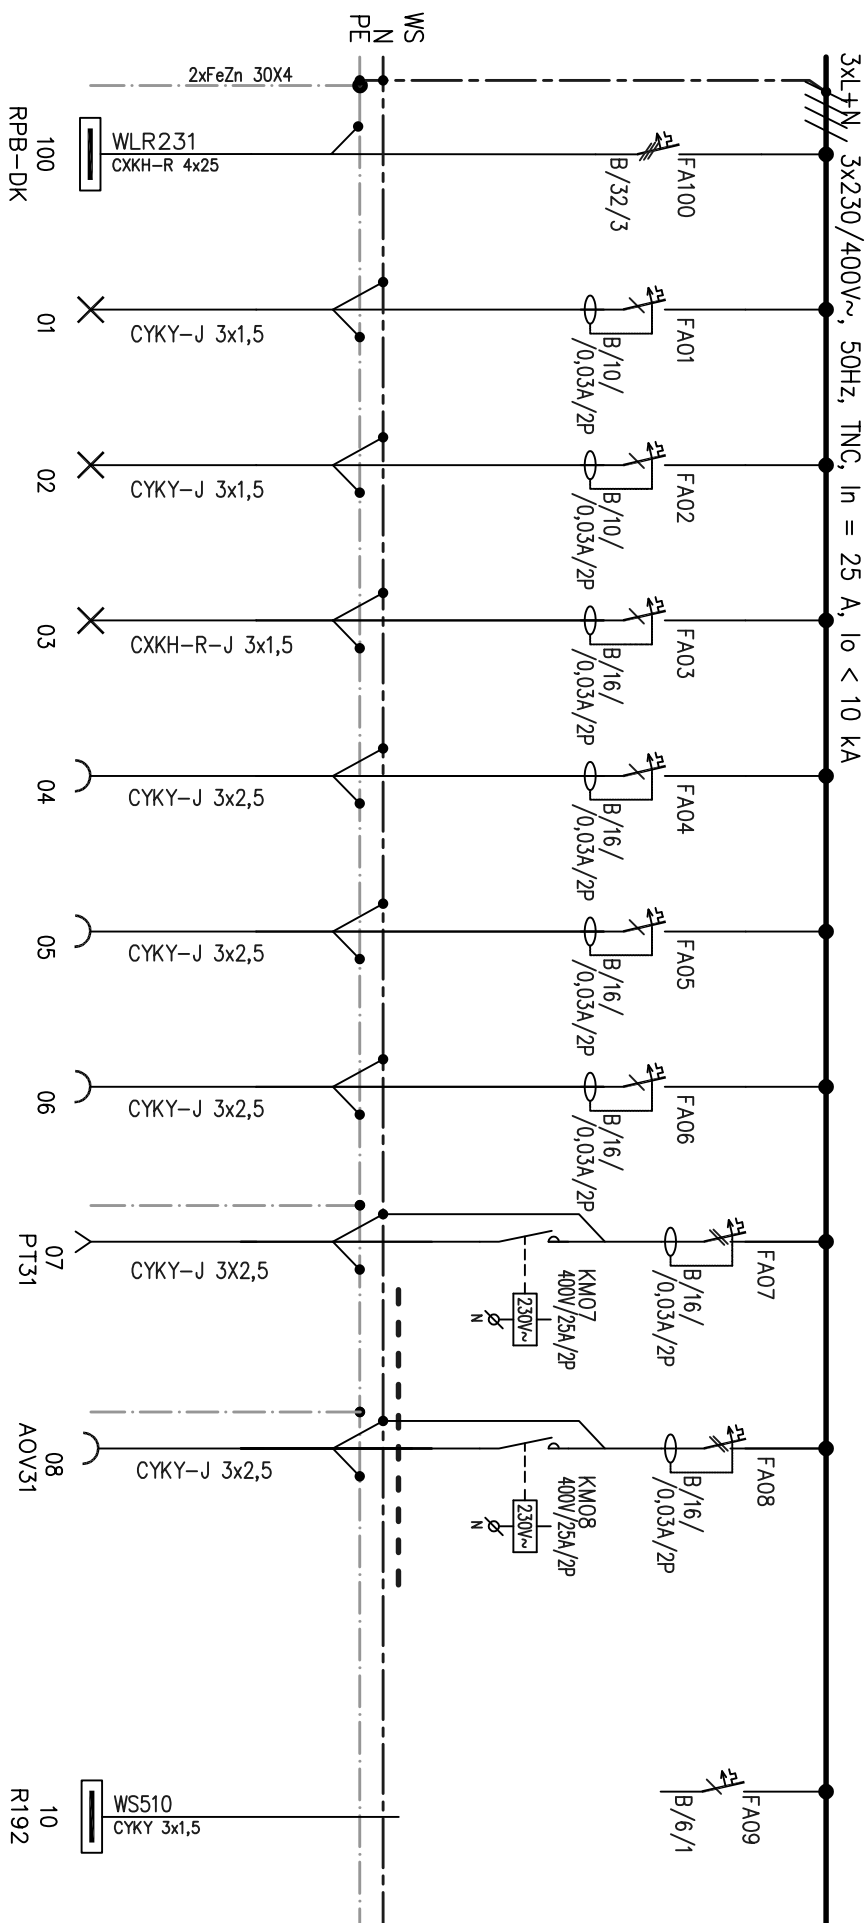 3xL+N, 3x230/400V~, 50Hz, TNC, In = 25 A, Io < 10 kA
WS
N
PE
2xFeZn 30X4
FA100
B/32/3
WLR231
CXKH-R 4x25
100
RPB-DK
FA01
B/10/
/0,03A/2P
CYKY-J 3x1,5
01
FA02
B/10/
/0,03A/2P
CYKY-J 3x1,5
02
FA03
B/16/
/0,03A/2P
CXKH-R-J 3x1,5
03
FA04
B/16/
/0,03A/2P
CYKY-J 3x2,5
04
FA05
B/16/
/0,03A/2P
CYKY-J 3x2,5
05
FA06
B/16/
/0,03A/2P
CYKY-J 3x2,5
06
FA07
B/16/
/0,03A/2P
KM07
400V/25A/2P
230V~
N
CYKY-J 3X2,5
07
PT31
FA08
B/16/
/0,03A/2P
KM08
400V/25A/2P
230V~
N
CYKY-J 3x2,5
08
AOV31
FA09
B/6/1
WS510
CYKY 3x1,5
10
R192